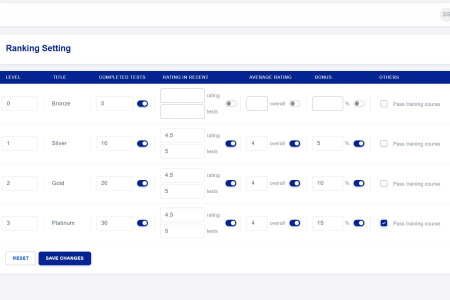 SS
Ranking Setting
LEVEL TITLE COMPLETED TESTS RATING IN RECENT AVERAGE RATING BONUS OTHERS
0 Bronze 5 rating tests overall % Pass training course
1 Silver 10 4.5 rating 5 tests 4 overall 5 % Pass training course
2 Gold 20 4.5 rating 5 tests 4 overall 10 % Pass training course
3 Platinum 30 4.5 rating 5 tests 4 overall 15 % Pass training course
RESET SAVE CHANGES